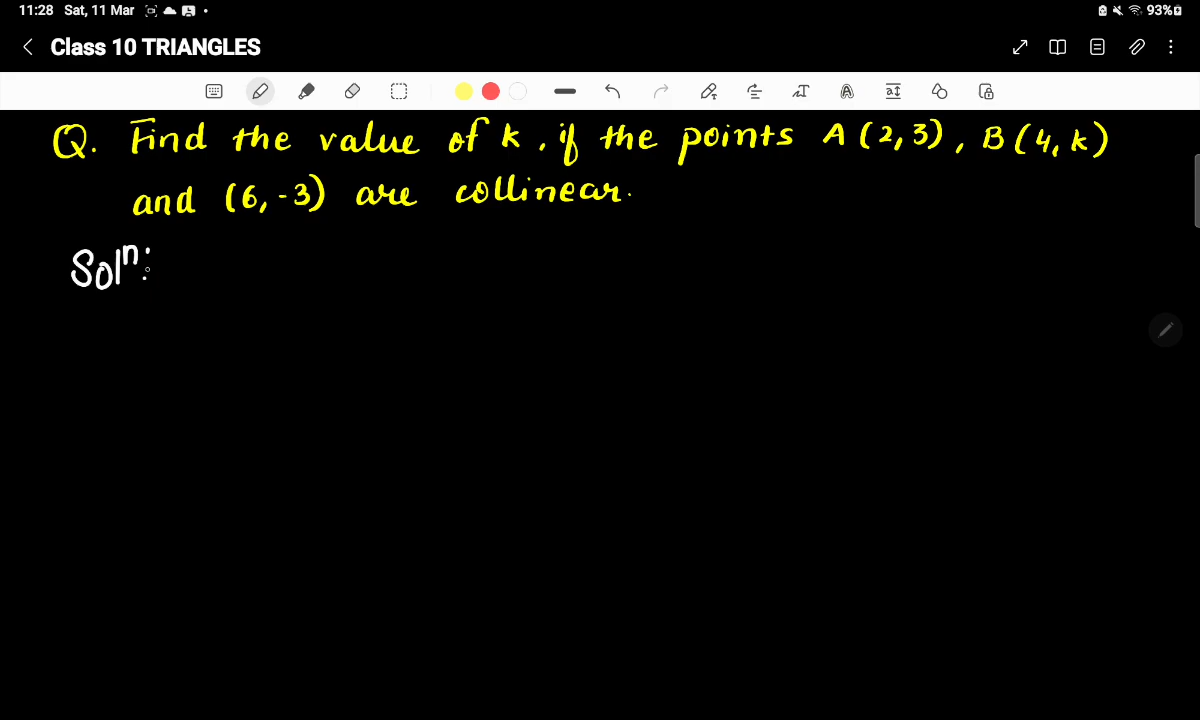 11:28 Sat, 11 Mar 93%
Class 10 TRIANGLES
Q. Find the value of k, if the points A (2,3), B(4,k)
and (6,-3) are collinear.
Solⁿ: